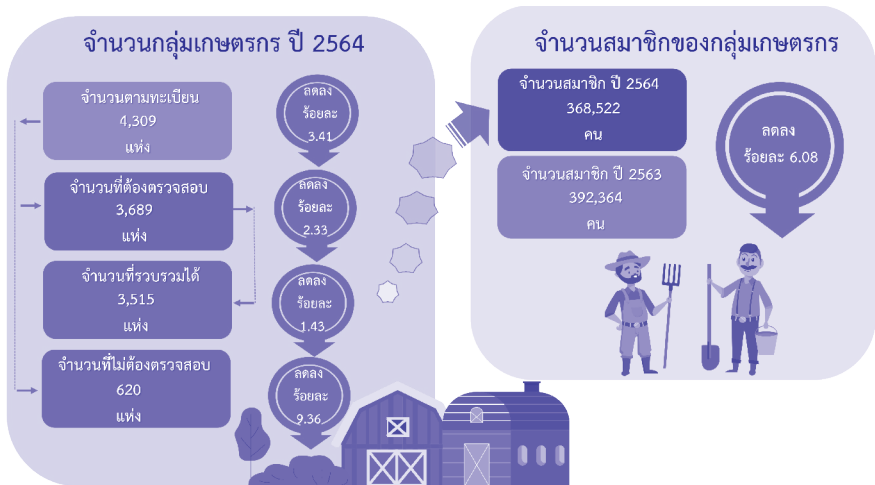 จำนวนกลุ่มเกษตรกร ปี 2564
จำนวนตามทะเบียน
4,309
แห่ง
ลดลง
ร้อยละ
3.41
จำนวนที่ต้องตรวจสอบ
3,689
แห่ง
ลดลง
ร้อยละ
2.33
จำนวนที่รวบรวมได้
3,515
แห่ง
ลดลง
ร้อยละ
1.43
จำนวนที่ไม่ต้องตรวจสอบ
620
แห่ง
ลดลง
ร้อยละ
9.36
จำนวนสมาชิกของกลุ่มเกษตรกร
จำนวนสมาชิก ปี 2564
368,522
คน
จำนวนสมาชิก ปี 2563
392,364
คน
ลดลง
ร้อยละ 6.08